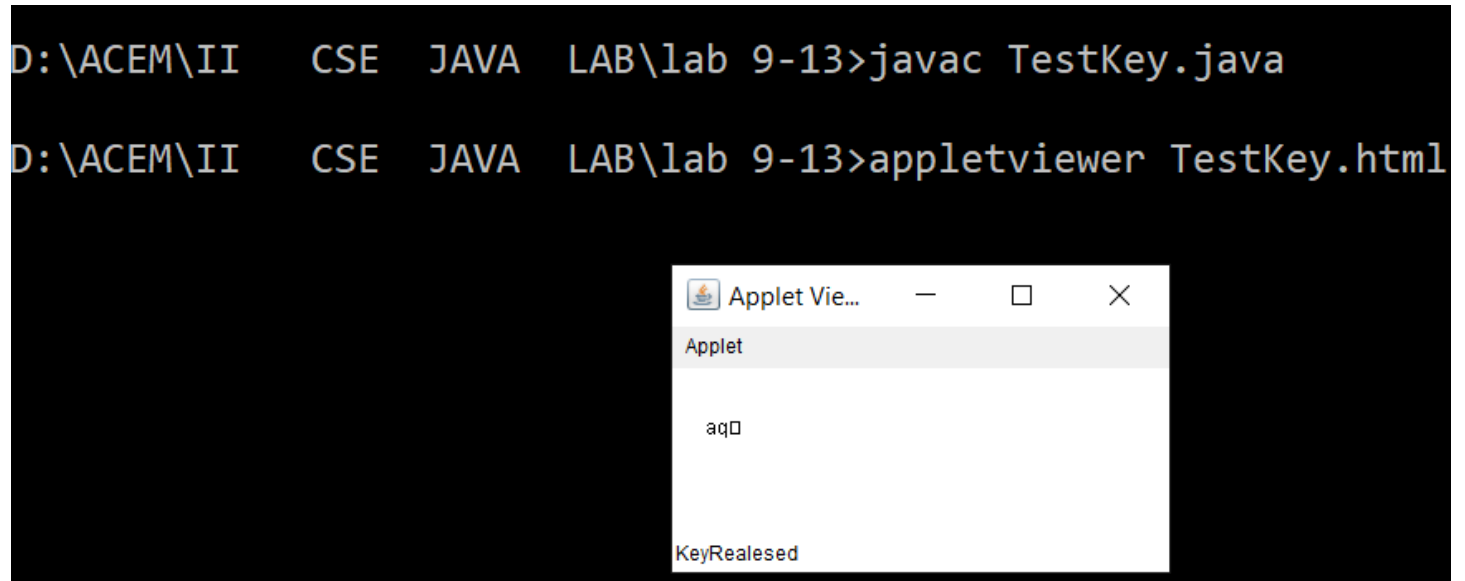 D:\ACEM\II   CSE  JAVA  LAB\lab 9-13>javac TestKey.java
D:\ACEM\II   CSE  JAVA  LAB\lab 9-13>appletviewer TestKey.html
Applet Vie...
Applet
aq□
KeyRealesed